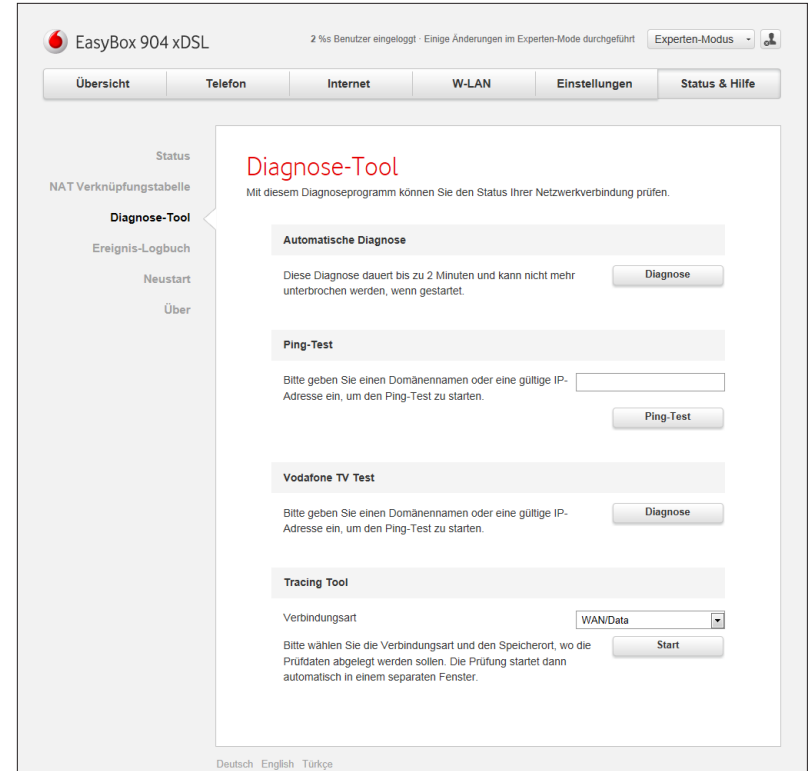 EasyBox 904 xDSL
2 %s Benutzer eingeloggt · Einige Änderungen im Experten-Mode durchgeführt
Experten-Modus
Übersicht
Telefon
Internet
W-LAN
Einstellungen
Status & Hilfe
Status
NAT Verknüpfungstabelle
Diagnose-Tool
Ereignis-Logbuch
Neustart
Über
Diagnose-Tool
Mit diesem Diagnoseprogramm können Sie den Status Ihrer Netzwerkverbindung prüfen.
Automatische Diagnose
Diese Diagnose dauert bis zu 2 Minuten und kann nicht mehr
unterbrochen werden, wenn gestartet.
Diagnose
Ping-Test
Bitte geben Sie einen Domänennamen oder eine gültige IP-
Adresse ein, um den Ping-Test zu starten.
Ping-Test
Vodafone TV Test
Bitte geben Sie einen Domänennamen oder eine gültige IP-
Adresse ein, um den Ping-Test zu starten.
Diagnose
Tracing Tool
Verbindungsart
WAN/Data
Bitte wählen Sie die Verbindungsart und den Speicherort, wo die
Prüfdaten abgelegt werden sollen. Die Prüfung startet dann
automatisch in einem separaten Fenster.
Start
Deutsch English Türkçe